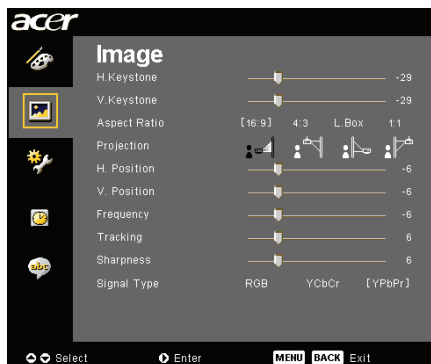 acer
Image
H.Keystone -29
V.Keystone -29
Aspect Ratio [16:9] 4:3 L.Box 1:1
Projection
H. Position -6
V. Position -6
Frequency -6
Tracking 6
Sharpness 6
Signal Type RGB YCbCr [YPbPr]
abc
Select Enter MENU BACK Exit